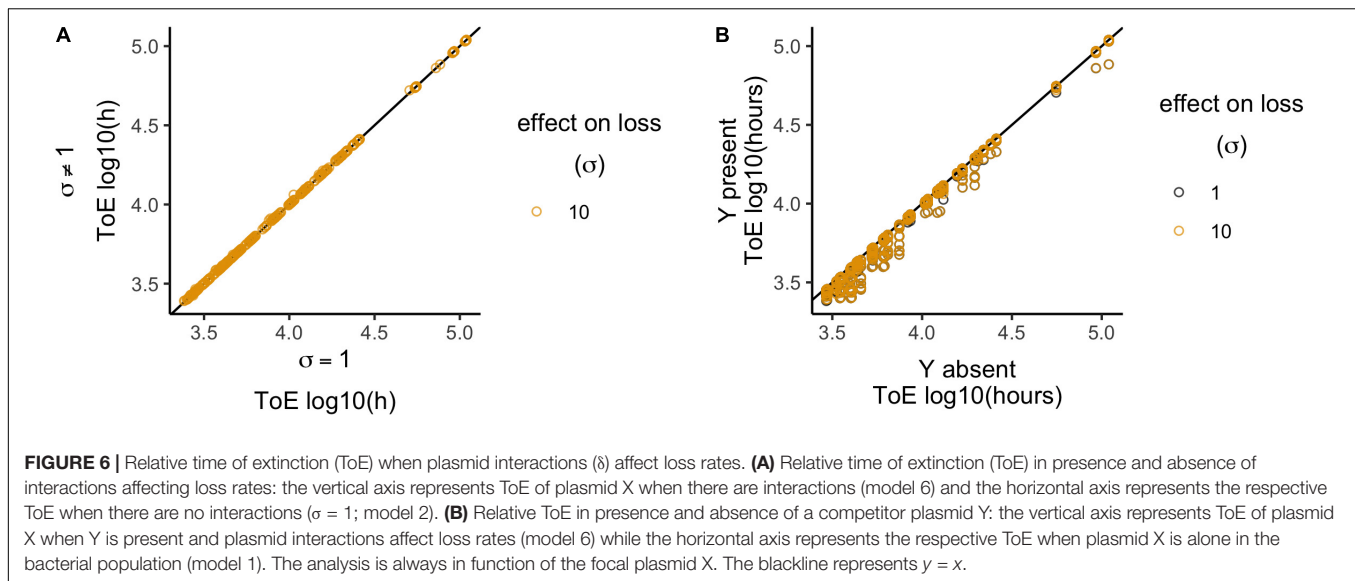 A
σ ≠ 1
ToE log10(h)
5.0
4.5
4.0
3.5
3.5 4.0 4.5 5.0
σ = 1
ToE log10(h)
effect on loss
(σ)
10
B
Y present
ToE log10(hours)
5.0
4.5
4.0
3.5
3.5 4.0 4.5 5.0
Y absent
ToE log10(hours)
effect on loss
(σ)
1
10
FIGURE 6 | Relative time of extinction (ToE) when plasmid interactions (δ) affect loss rates. (A) Relative time of extinction (ToE) in presence and absence of
interactions affecting loss rates: the vertical axis represents ToE of plasmid X when there are interactions (model 6) and the horizontal axis represents the respective
ToE when there are no interactions (σ = 1; model 2). (B) Relative ToE in presence and absence of a competitor plasmid Y: the vertical axis represents ToE of plasmid
X when Y is present and plasmid interactions affect loss rates (model 6) while the horizontal axis represents the respective ToE when plasmid X is alone in the
bacterial population (model 1). The analysis is always in function of the focal plasmid X. The blackline represents y = x.